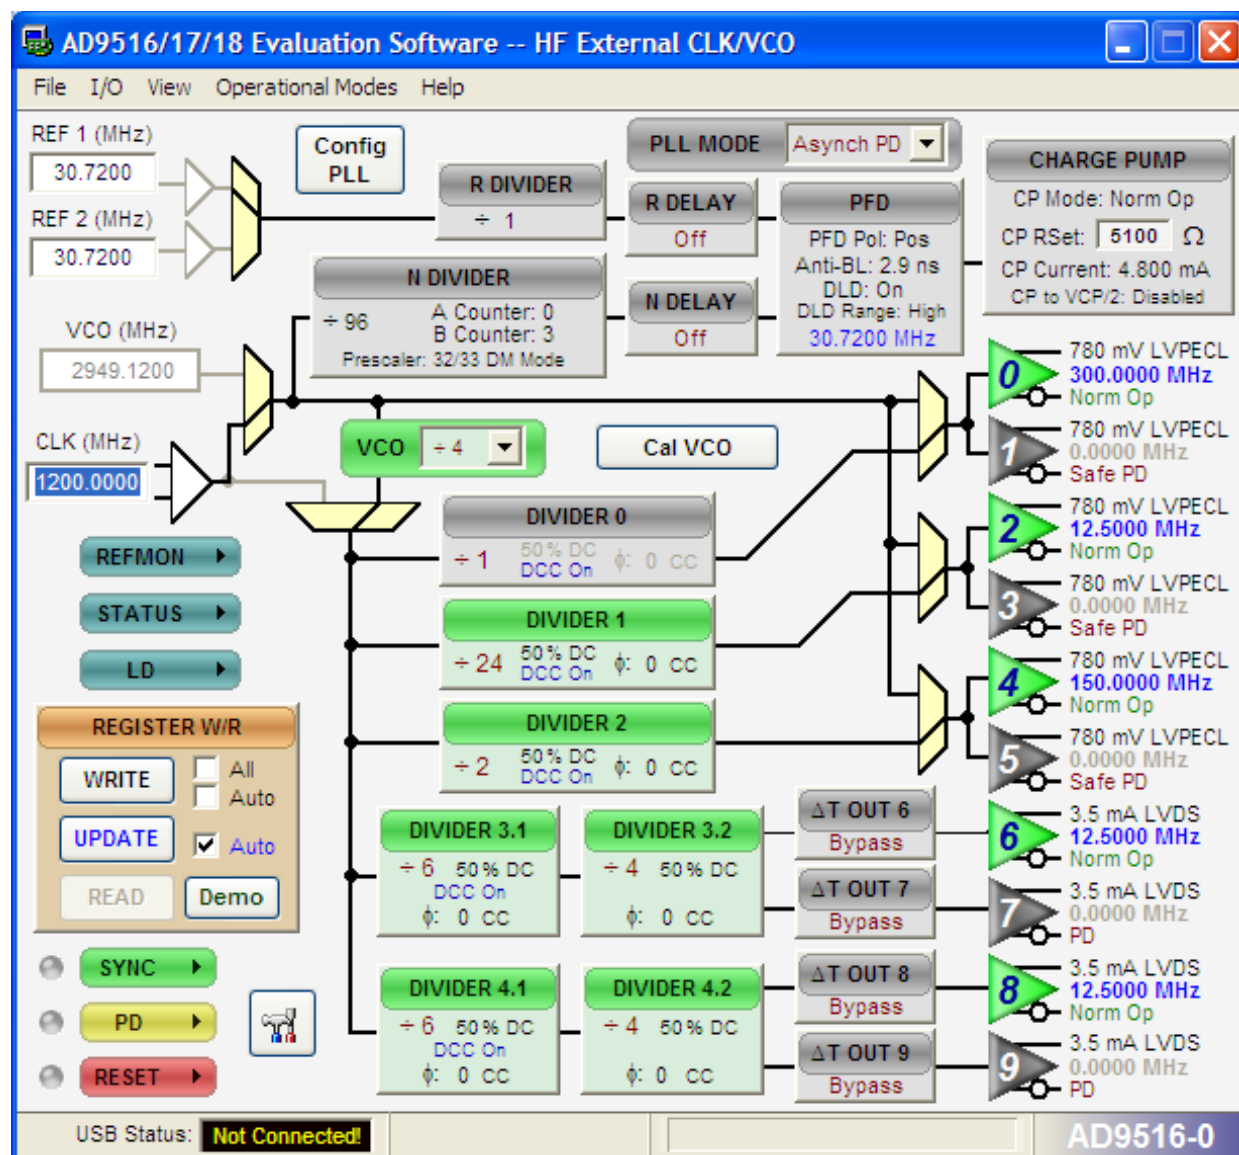 AD9516/17/18 Evaluation Software -- HF External CLK/VCO
File I/O View Operational Modes Help
REF 1 (MHz)
30.7200
REF 2 (MHz)
30.7200
Config
PLL
PLL MODE Asynch PD
R DIVIDER
÷ 1
R DELAY
Off
PFD
PFD Pol: Pos
Anti-BL: 2.9 ns
DLD: On
DLD Range: High
30.7200 MHz
CHARGE PUMP
CP Mode: Norm Op
CP RSet: 5100 Ω
CP Current: 4.800 mA
CP to VCP/2: Disabled
N DIVIDER
÷ 96
A Counter: 0
B Counter: 3
Prescaler: 32/33 DM Mode
N DELAY
Off
VCO (MHz)
2949.1200
CLK (MHz)
1200.0000
VCO ÷ 4
Cal VCO
0
780 mV LVPECL
300.0000 MHz
Norm Op
1
780 mV LVPECL
0.0000 MHz
Safe PD
2
780 mV LVPECL
12.5000 MHz
Norm Op
3
780 mV LVPECL
0.0000 MHz
Safe PD
4
780 mV LVPECL
150.0000 MHz
Norm Op
5
780 mV LVPECL
0.0000 MHz
Safe PD
6
3.5 mA LVDS
12.5000 MHz
Norm Op
7
3.5 mA LVDS
0.0000 MHz
PD
8
3.5 mA LVDS
12.5000 MHz
Norm Op
9
3.5 mA LVDS
0.0000 MHz
PD
DIVIDER 0
÷ 1 50% DC ϕ: 0 CC
DCC On
DIVIDER 1
÷ 24 50% DC ϕ: 0 CC
DCC On
DIVIDER 2
÷ 2 50% DC ϕ: 0 CC
DCC On
DIVIDER 3.1
÷ 6 50% DC
DCC On
ϕ: 0 CC
DIVIDER 3.2
÷ 4 50% DC
ϕ: 0 CC
ΔT OUT 6
Bypass
ΔT OUT 7
Bypass
DIVIDER 4.1
÷ 6 50% DC
DCC On
ϕ: 0 CC
DIVIDER 4.2
÷ 4 50% DC
ϕ: 0 CC
ΔT OUT 8
Bypass
ΔT OUT 9
Bypass
REFMON
STATUS
LD
REGISTER W/R
WRITE
All
Auto
UPDATE
Auto
READ
Demo
SYNC
PD
RESET
USB Status: Not Connected!
AD9516-0